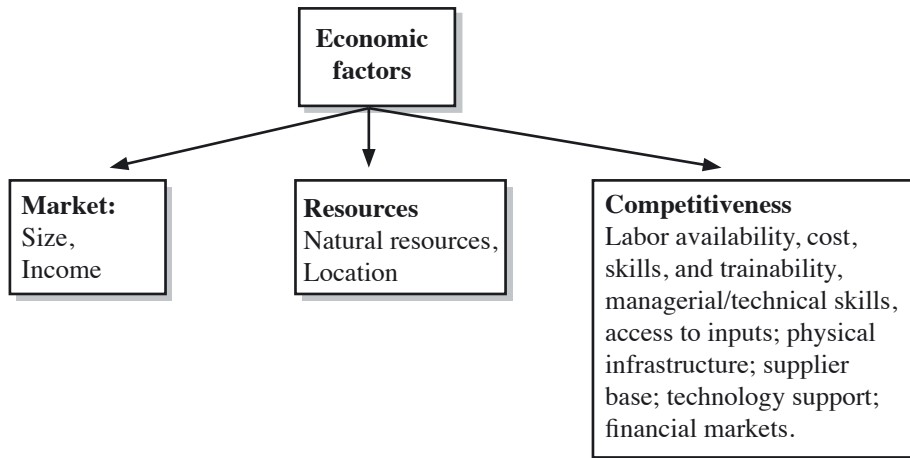 Economic
factors
Market:
Size,
Income
Resources
Natural resources,
Location
Competitiveness
Labor availability, cost,
skills, and trainability,
managerial/technical skills,
access to inputs; physical
infrastructure; supplier
base; technology support;
financial markets.